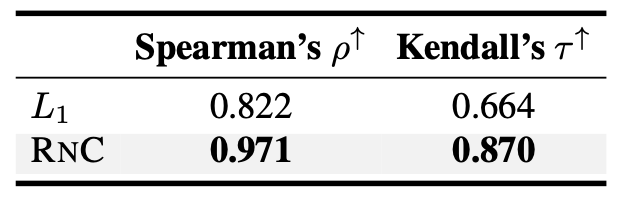 Spearman's ρ↑ Kendall's τ↑
L₁ 0.822 0.664
RNC 0.971 0.870